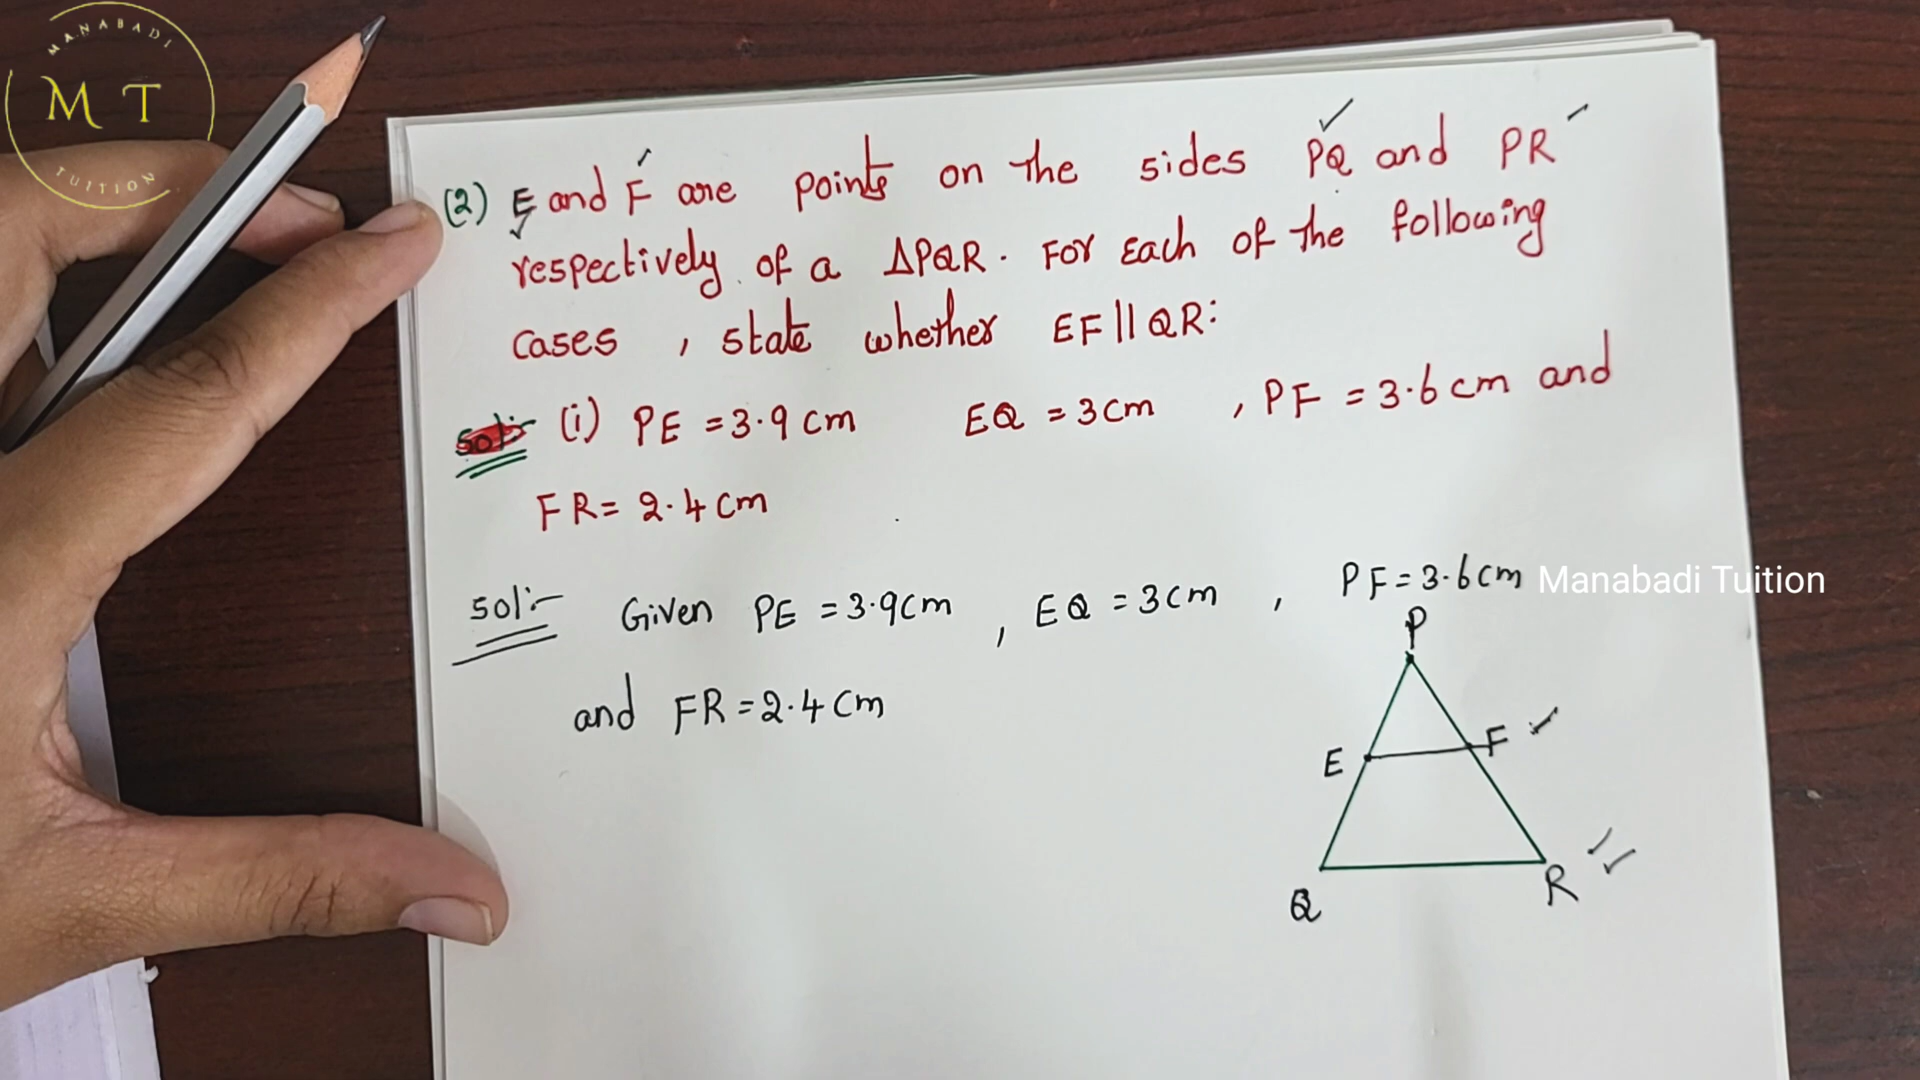 MANABADI
M T
TUITION
(2) E and F are points on the sides PQ and PR
respectively of a ΔPQR. For Each of the following
cases, state whether EF || QR:
sol:- (i) PE = 3.9 cm EQ = 3cm , PF = 3.6 cm and
FR = 2.4 cm
Sol:- Given PE = 3.9cm , EQ = 3cm , PF = 3.6cm
Manabadi Tuition
and FR = 2.4 cm
P
E F
Q R